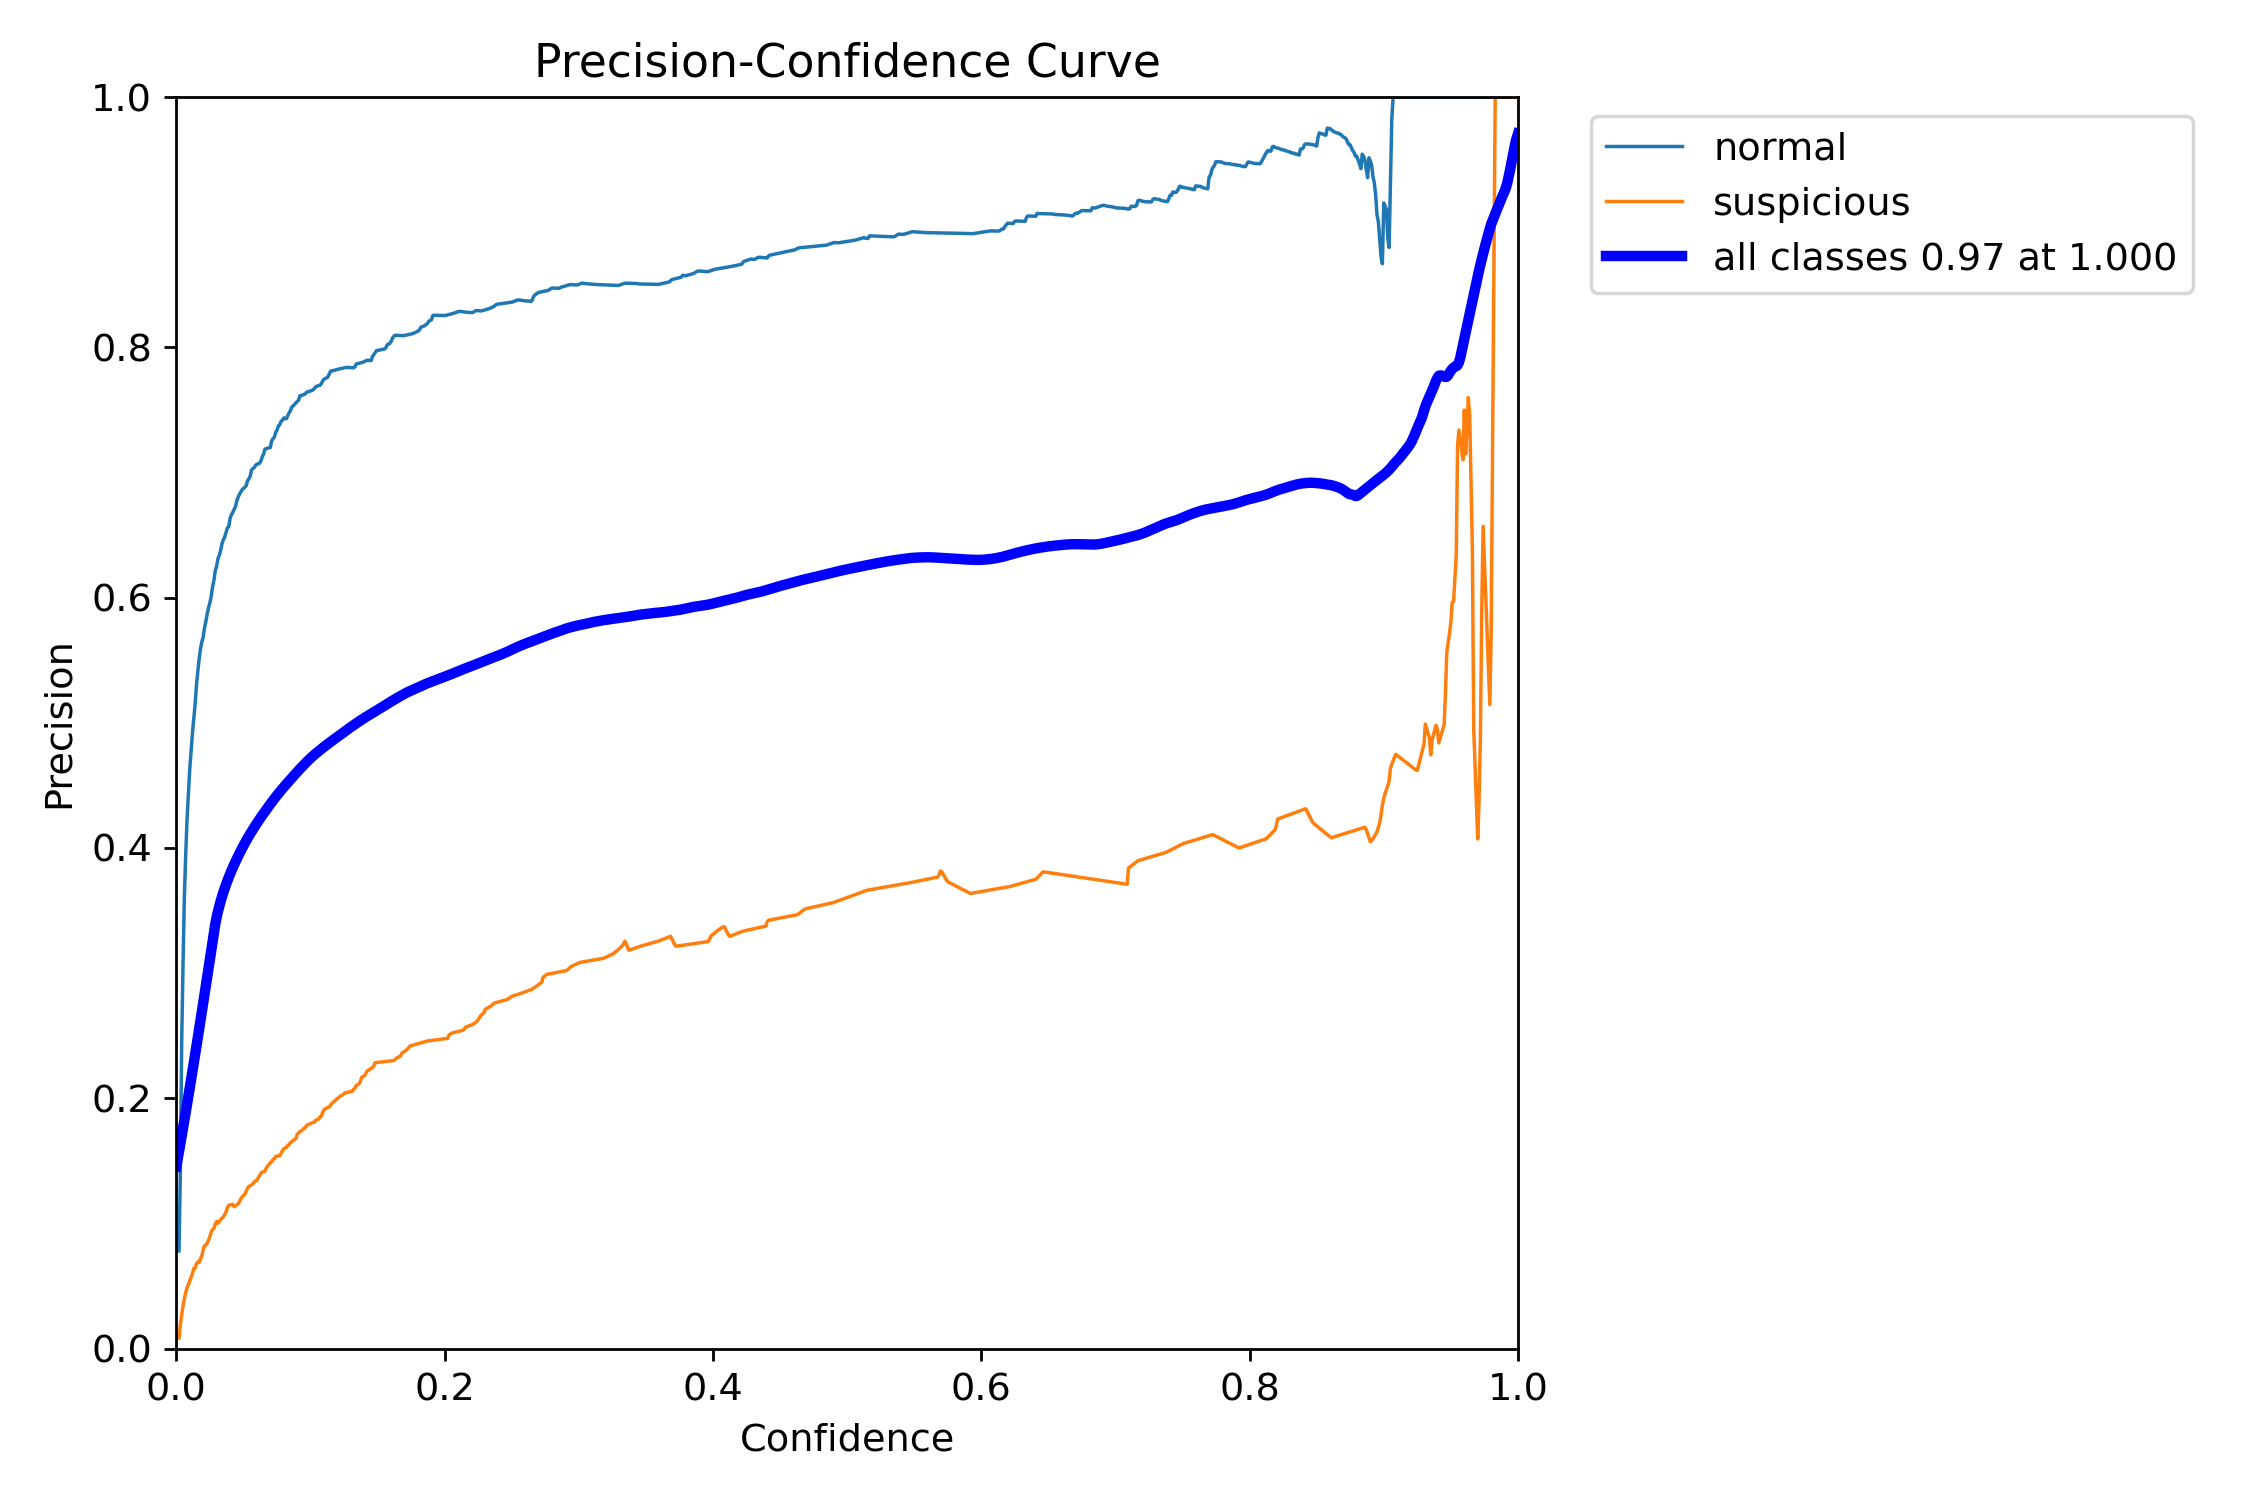 Precision-Confidence Curve
1.0
0.8
0.6
0.4
0.2
0.0
Precision
0.0 0.2 0.4 0.6 0.8 1.0
Confidence
normal
suspicious
all classes 0.97 at 1.000